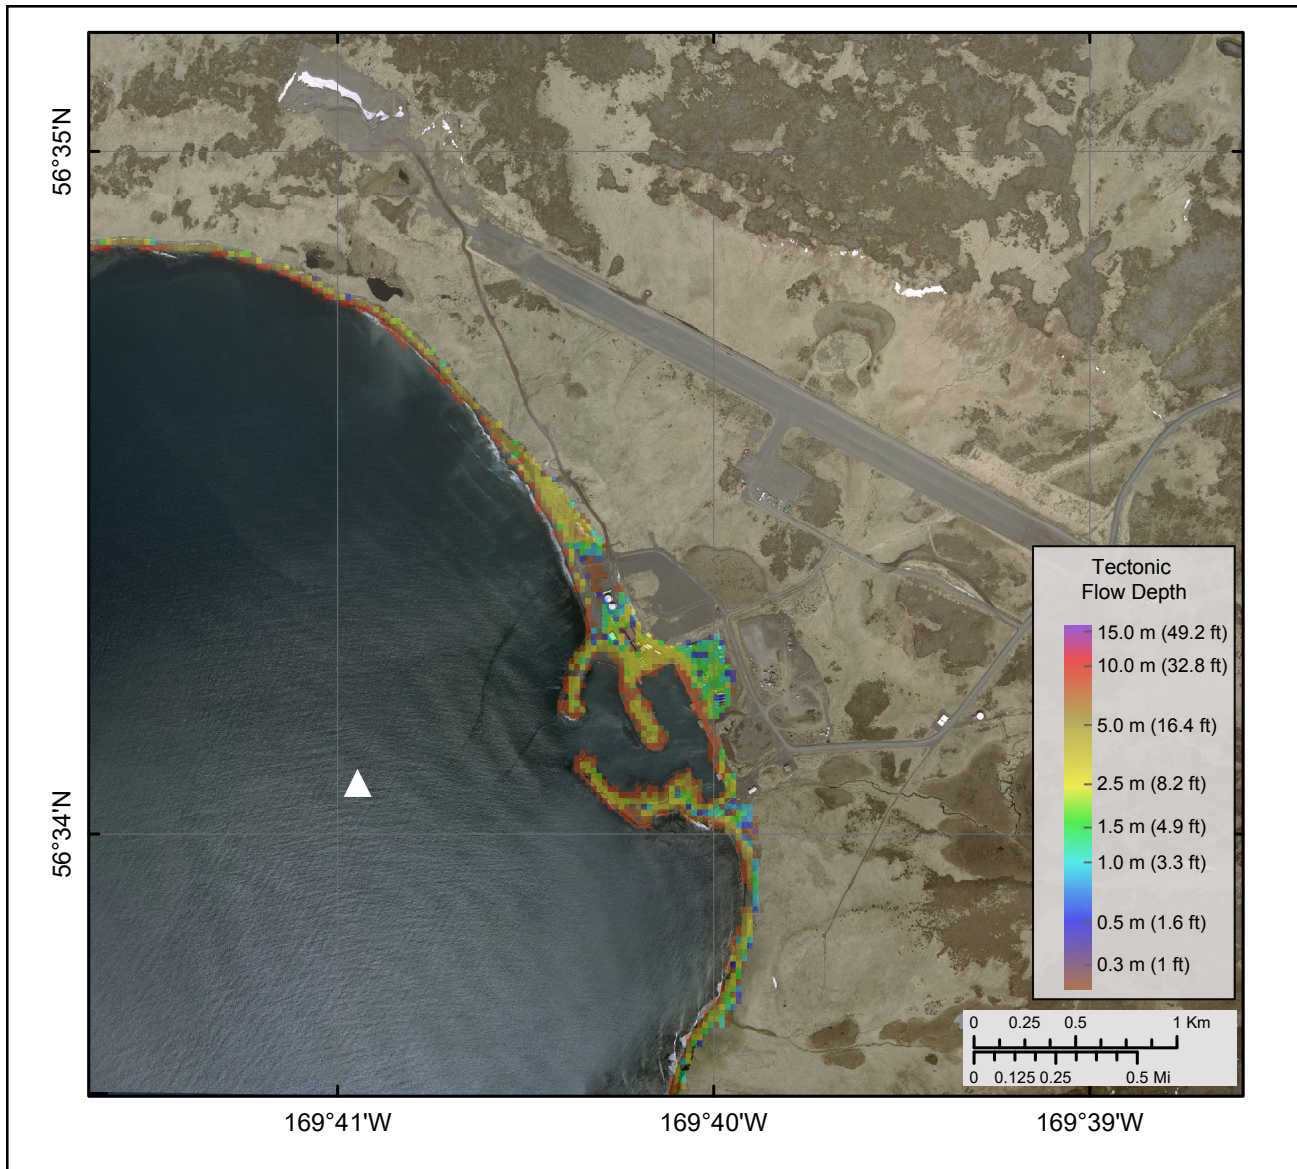 56°35'N
56°34'N
Tectonic
Flow Depth
15.0 m (49.2 ft)
10.0 m (32.8 ft)
5.0 m (16.4 ft)
2.5 m (8.2 ft)
1.5 m (4.9 ft)
1.0 m (3.3 ft)
0.5 m (1.6 ft)
0.3 m (1 ft)
0 0.25 0.5 1 Km
0 0.125 0.25 0.5 Mi
169°41'W 169°40'W 169°39'W